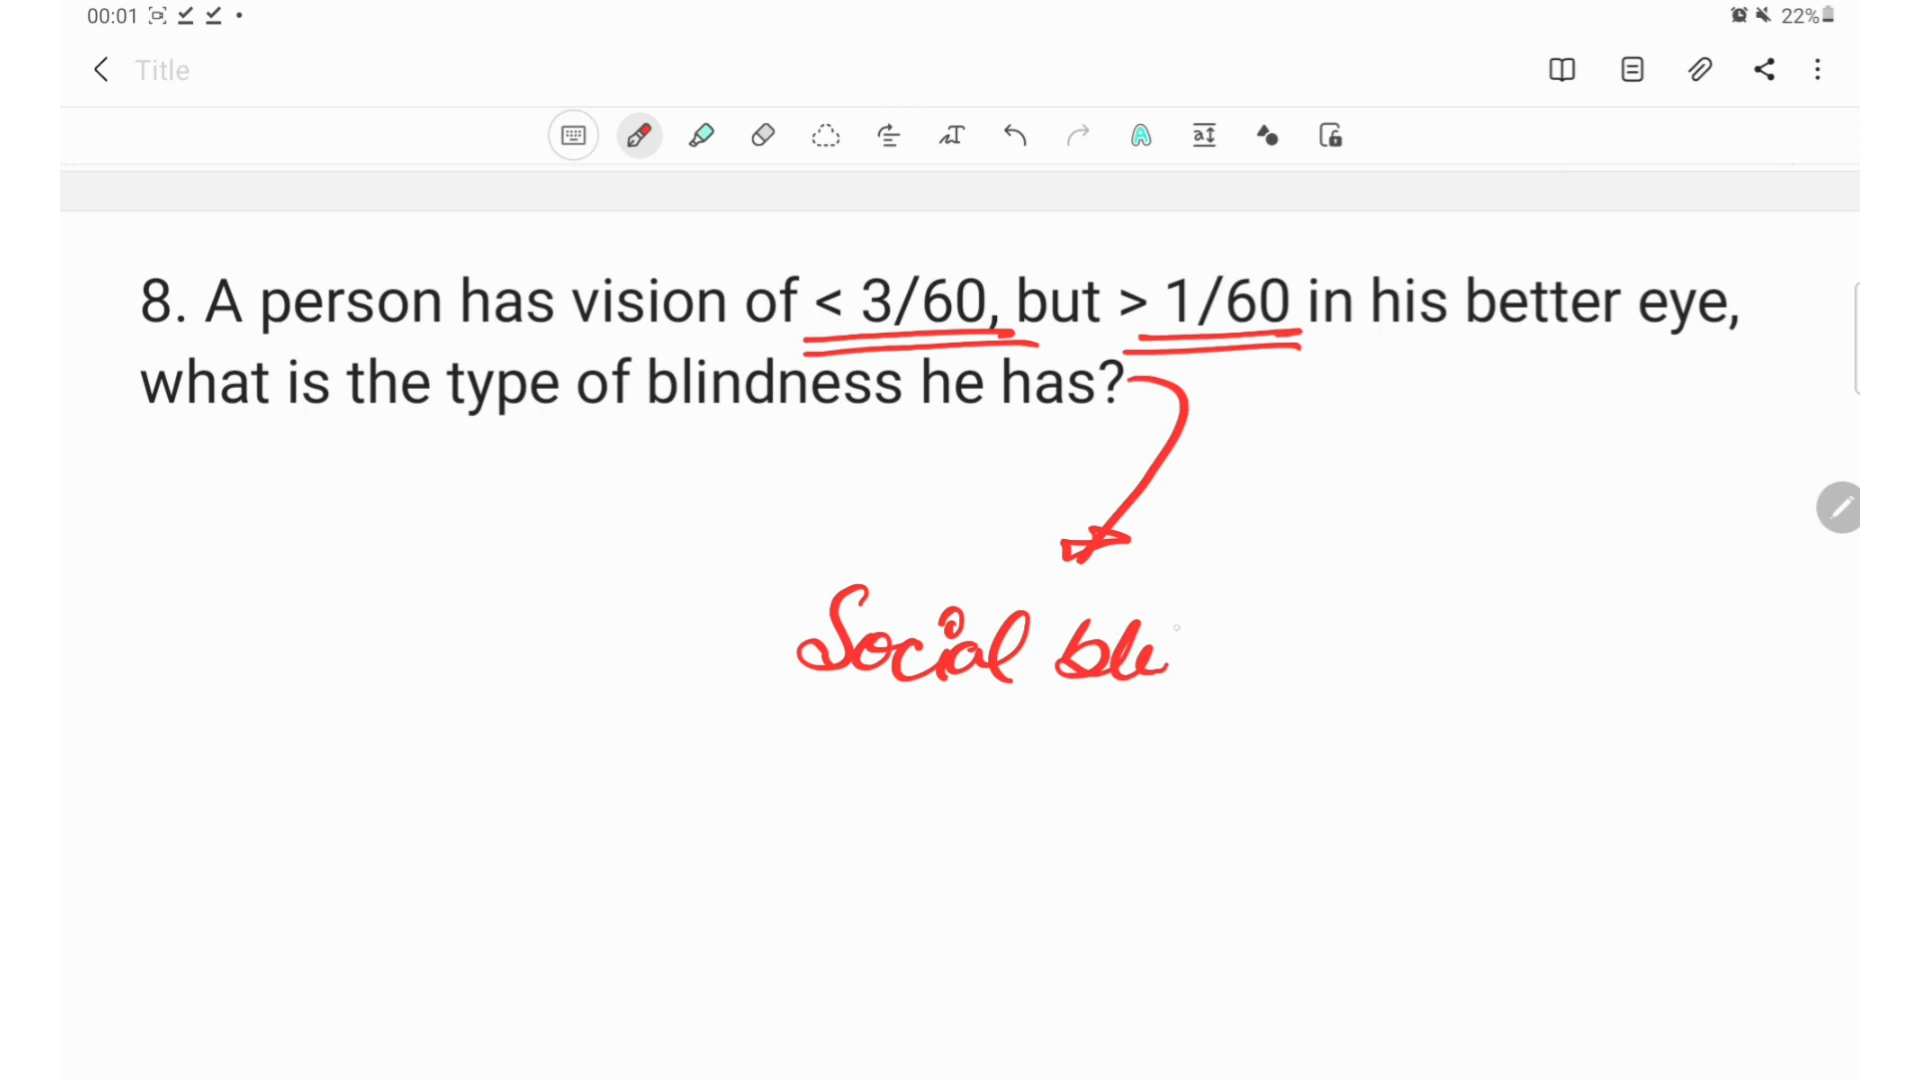 00:01
22%
Title
8. A person has vision of < 3/60, but > 1/60 in his better eye,
what is the type of blindness he has?
Social bli